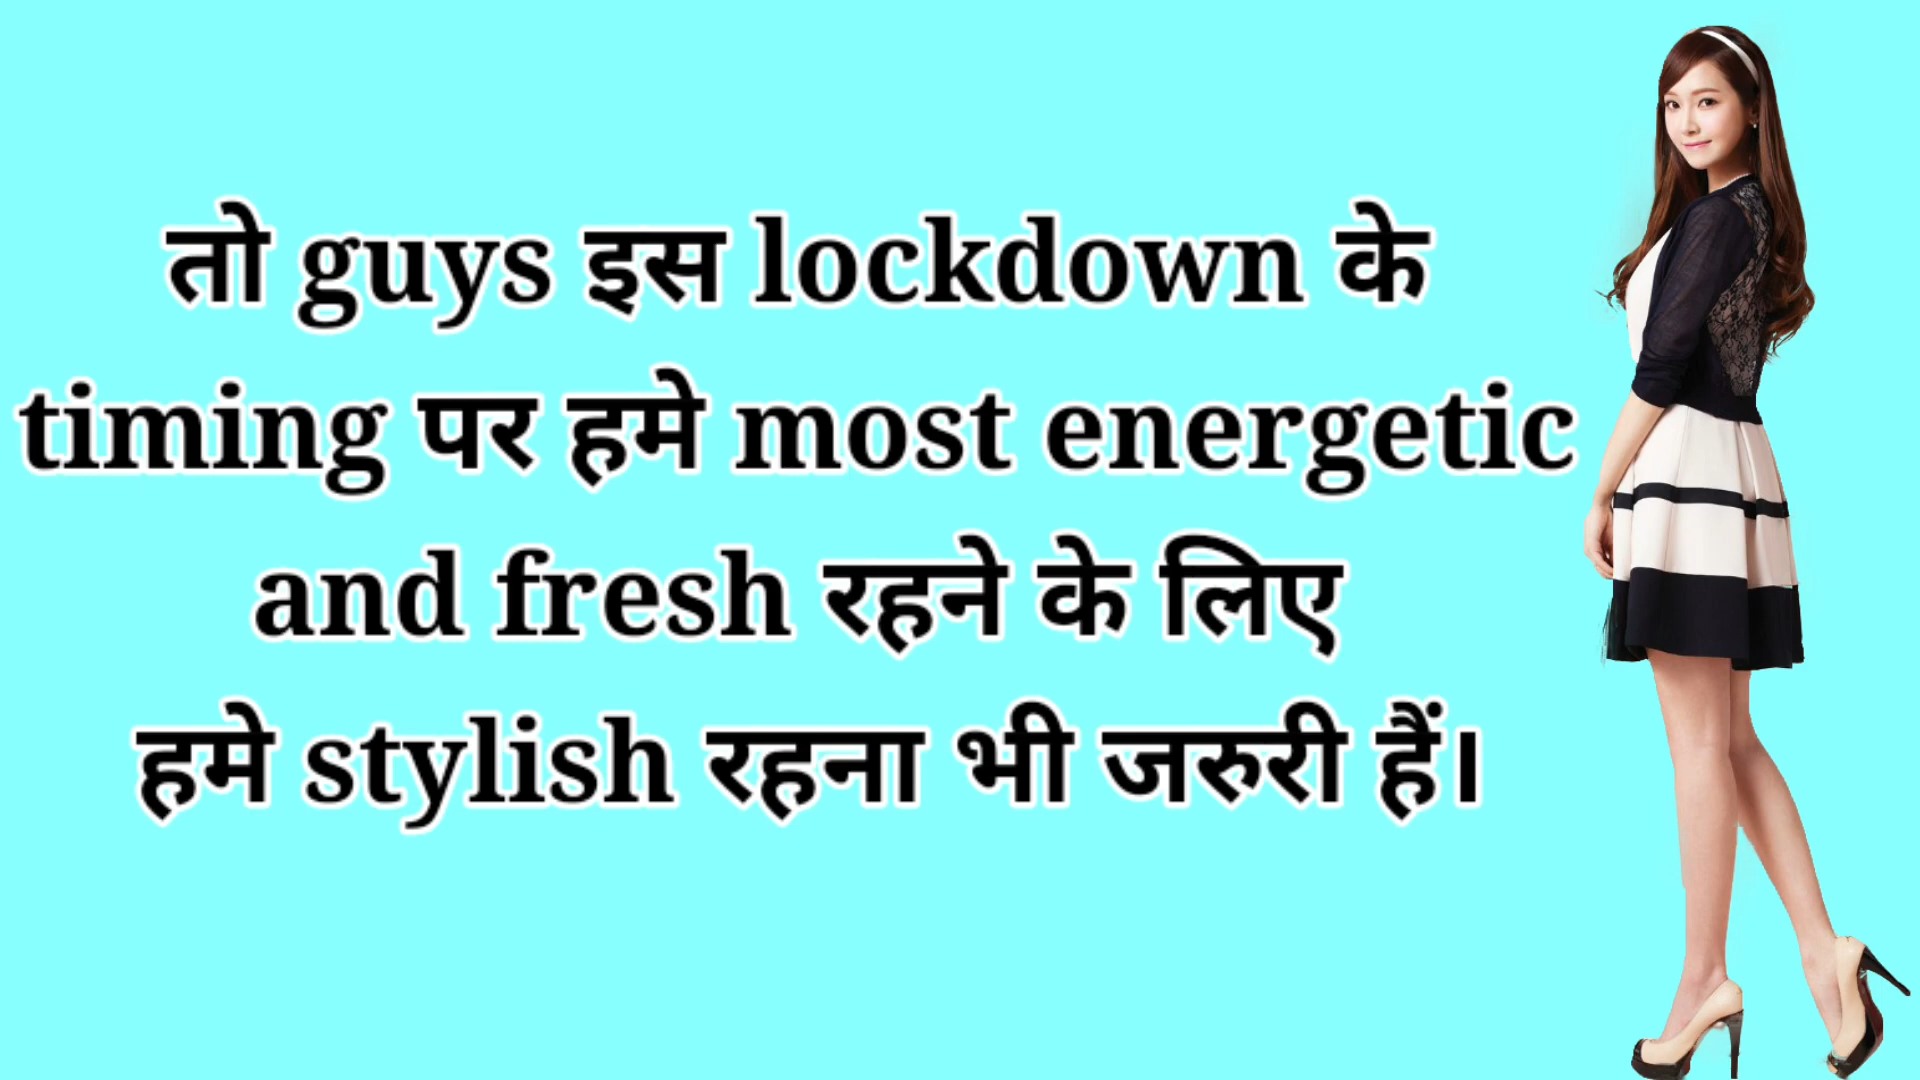 तो guys इस lockdown के
timing पर हमे most energetic
and fresh रहने के लिए
हमे stylish रहना भी जरुरी हैं।